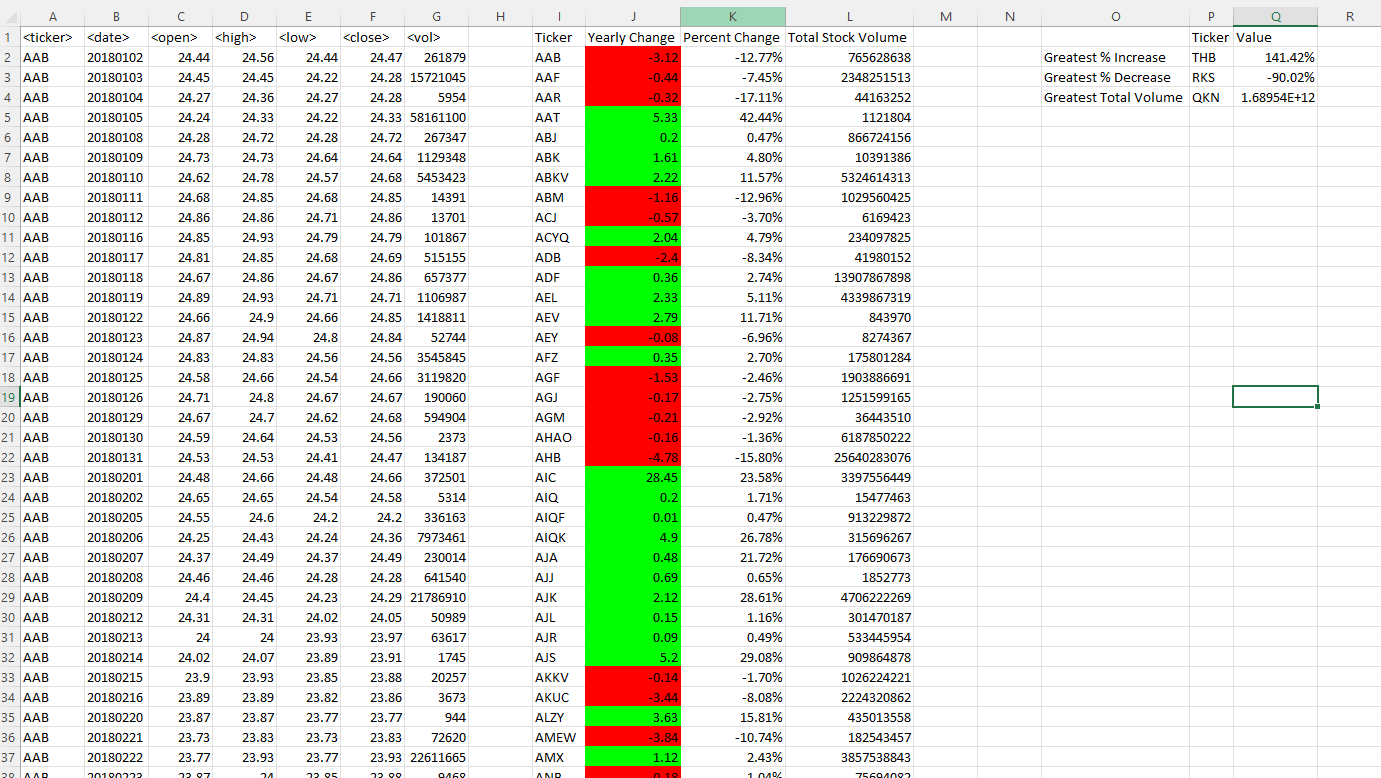 A B C D E F G H I J K L M N O P Q R
1 <ticker> <date> <open> <high> <low> <close> <vol> Ticker Yearly Change Percent Change Total Stock Volume Ticker Value
2 AAB 20180102 24.44 24.56 24.44 24.47 261879 AAB -3.12 -12.77% 765628638 Greatest % Increase THB 141.42%
3 AAB 20180103 24.45 24.45 24.22 24.28 15721045 AAF -0.44 -7.45% 2348251513 Greatest % Decrease RKS -90.02%
4 AAB 20180104 24.27 24.36 24.27 24.28 5954 AAR -0.32 -17.11% 44163252 Greatest Total Volume QKN 1.68954E+12
5 AAB 20180105 24.24 24.33 24.22 24.33 58161100 AAT 5.33 42.44% 1121804
6 AAB 20180108 24.28 24.72 24.28 24.72 267347 ABJ 0.2 0.47% 866724156
7 AAB 20180109 24.73 24.73 24.64 24.64 1129348 ABK 1.61 4.80% 10391386
8 AAB 20180110 24.62 24.78 24.57 24.68 5453423 ABKV 2.22 11.57% 5324614313
9 AAB 20180111 24.68 24.85 24.68 24.85 14391 ABM -1.16 -12.96% 1029560425
10 AAB 20180112 24.86 24.86 24.71 24.86 13701 ACJ -0.57 -3.70% 6169423
11 AAB 20180116 24.85 24.93 24.79 24.79 101867 ACYQ 2.04 4.79% 234097825
12 AAB 20180117 24.81 24.85 24.68 24.69 515155 ADB -2.4 -8.34% 41980152
13 AAB 20180118 24.67 24.86 24.67 24.86 657377 ADF 0.36 2.74% 13907867898
14 AAB 20180119 24.89 24.93 24.71 24.71 1106987 AEL 2.33 5.11% 4339867319
15 AAB 20180122 24.66 24.9 24.66 24.85 1418811 AEV 2.79 11.71% 843970
16 AAB 20180123 24.87 24.94 24.8 24.84 52744 AEY -0.08 -6.96% 8274367
17 AAB 20180124 24.83 24.83 24.56 24.56 3545845 AFZ 0.35 2.70% 175801284
18 AAB 20180125 24.58 24.66 24.54 24.66 3119820 AGF -1.53 -2.46% 1903886691
19 AAB 20180126 24.71 24.8 24.67 24.67 190060 AGJ -0.17 -2.75% 1251599165
20 AAB 20180129 24.67 24.7 24.62 24.68 594904 AGM -0.21 -2.92% 36443510
21 AAB 20180130 24.59 24.64 24.53 24.56 2373 AHAO -0.16 -1.36% 6187850222
22 AAB 20180131 24.53 24.53 24.41 24.47 134187 AHB -4.78 -15.80% 25640283076
23 AAB 20180201 24.48 24.66 24.48 24.66 372501 AIC 28.45 23.58% 3397556449
24 AAB 20180202 24.65 24.65 24.54 24.58 5314 AIQ 0.2 1.71% 15477463
25 AAB 20180205 24.55 24.6 24.2 24.2 336163 AIQF 0.01 0.47% 913229872
26 AAB 20180206 24.25 24.43 24.24 24.36 7973461 AIQK 4.9 26.78% 315696267
27 AAB 20180207 24.37 24.49 24.37 24.49 230014 AJA 0.48 21.72% 176690673
28 AAB 20180208 24.46 24.46 24.28 24.28 641540 AJJ 0.69 0.65% 1852773
29 AAB 20180209 24.4 24.45 24.23 24.29 21786910 AJK 2.12 28.61% 4706222269
30 AAB 20180212 24.31 24.31 24.02 24.05 50989 AJL 0.15 1.16% 301470187
31 AAB 20180213 24 24 23.93 23.97 63617 AJR 0.09 0.49% 533445954
32 AAB 20180214 24.02 24.07 23.89 23.91 1745 AJS 5.2 29.08% 909864878
33 AAB 20180215 23.9 23.93 23.85 23.88 20257 AKKV -0.14 -1.70% 1026224221
34 AAB 20180216 23.89 23.89 23.82 23.86 3673 AKUC -3.44 -8.08% 2224320862
35 AAB 20180220 23.87 23.87 23.77 23.77 944 ALZY 3.63 15.81% 435013558
36 AAB 20180221 23.73 23.83 23.73 23.83 72620 AMEW -3.84 -10.74% 182543457
37 AAB 20180222 23.77 23.93 23.77 23.93 22611665 AMX 1.12 2.43% 3857538843
38 AAB 20180223 23.87 24 23.85 23.88 9468